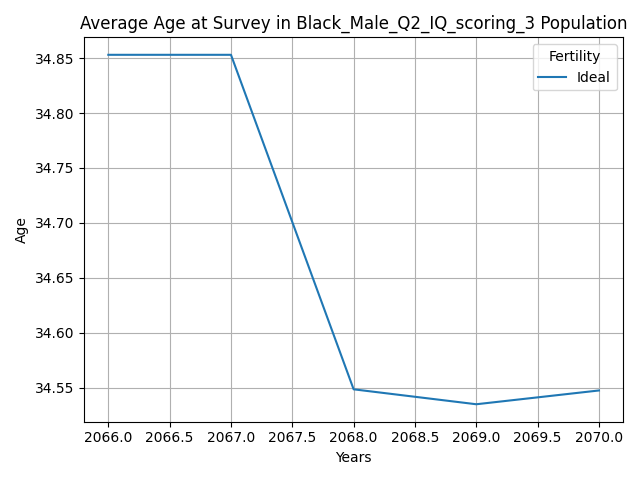 Average Age at Survey in Black_Male_Q2_IQ_scoring_3 Population
Fertility
Ideal
34.85
34.80
34.75
34.70
34.65
34.60
34.55
Age
2066.0 2066.5 2067.0 2067.5 2068.0 2068.5 2069.0 2069.5 2070.0
Years